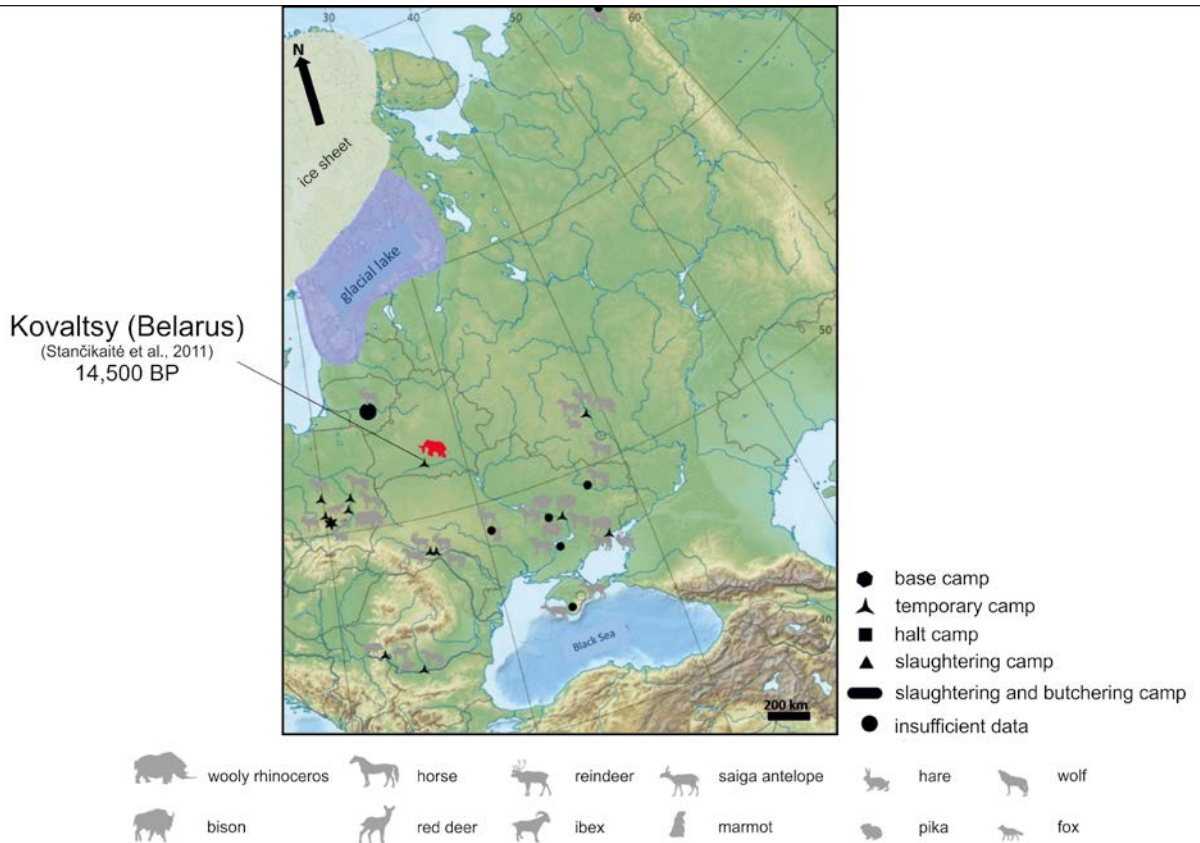 30
40
50
60
N
ice sheet
glacial lake
50
Kovaltsy (Belarus)
(Stančikaitė et al., 2011)
14,500 BP
Black Sea
40
200 km
base camp
temporary camp
halt camp
slaughtering camp
slaughtering and butchering camp
insufficient data
wooly rhinoceros
horse
reindeer
saiga antelope
hare
wolf
bison
red deer
ibex
marmot
pika
fox